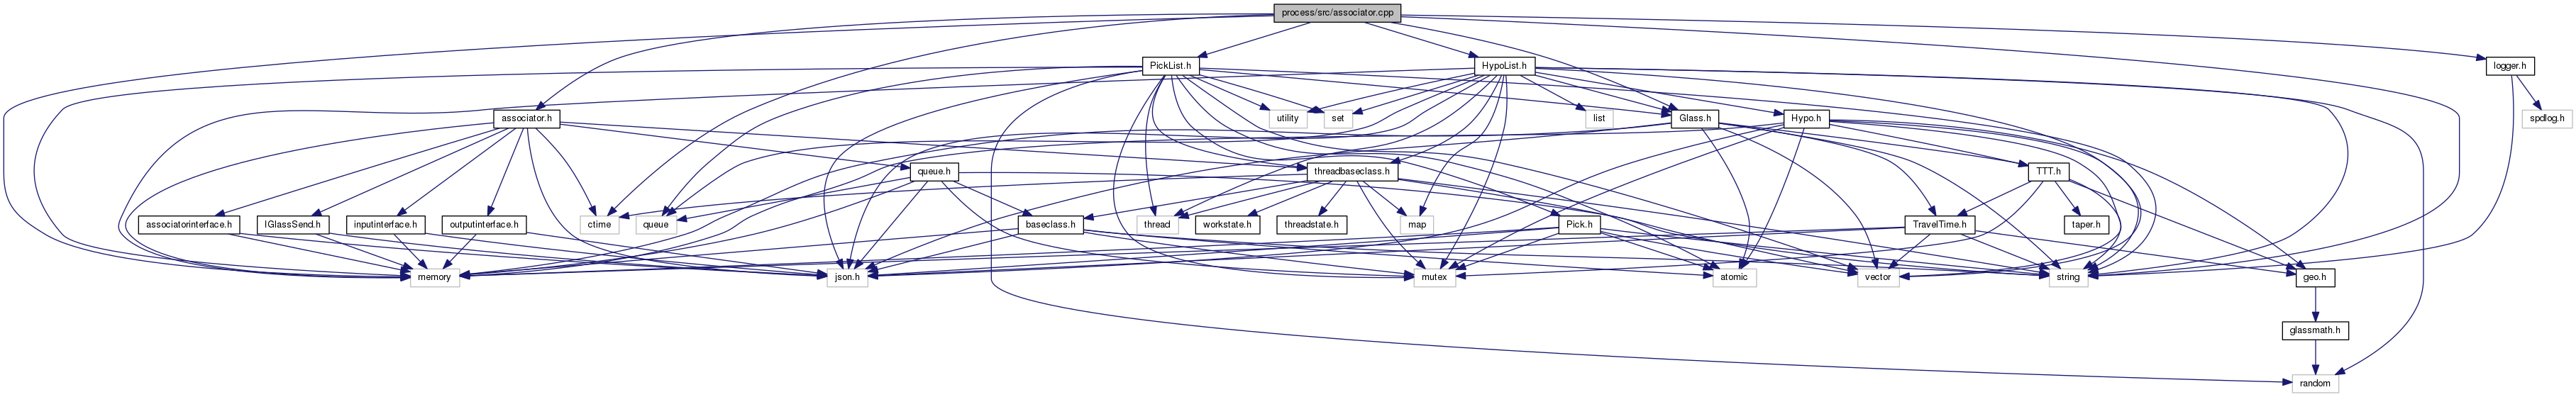 process/src/associator.cpp
PickList.h
HypoList.h
logger.h
associator.h
utility
set
list
Glass.h
Hypo.h
spdlog.h
queue.h
threadbaseclass.h
TTT.h
associatorinterface.h
IGlassSend.h
inputinterface.h
outputinterface.h
ctime
queue
baseclass.h
thread
workstate.h
threadstate.h
map
Pick.h
TravelTime.h
taper.h
memory
json.h
mutex
atomic
vector
string
geo.h
glassmath.h
random